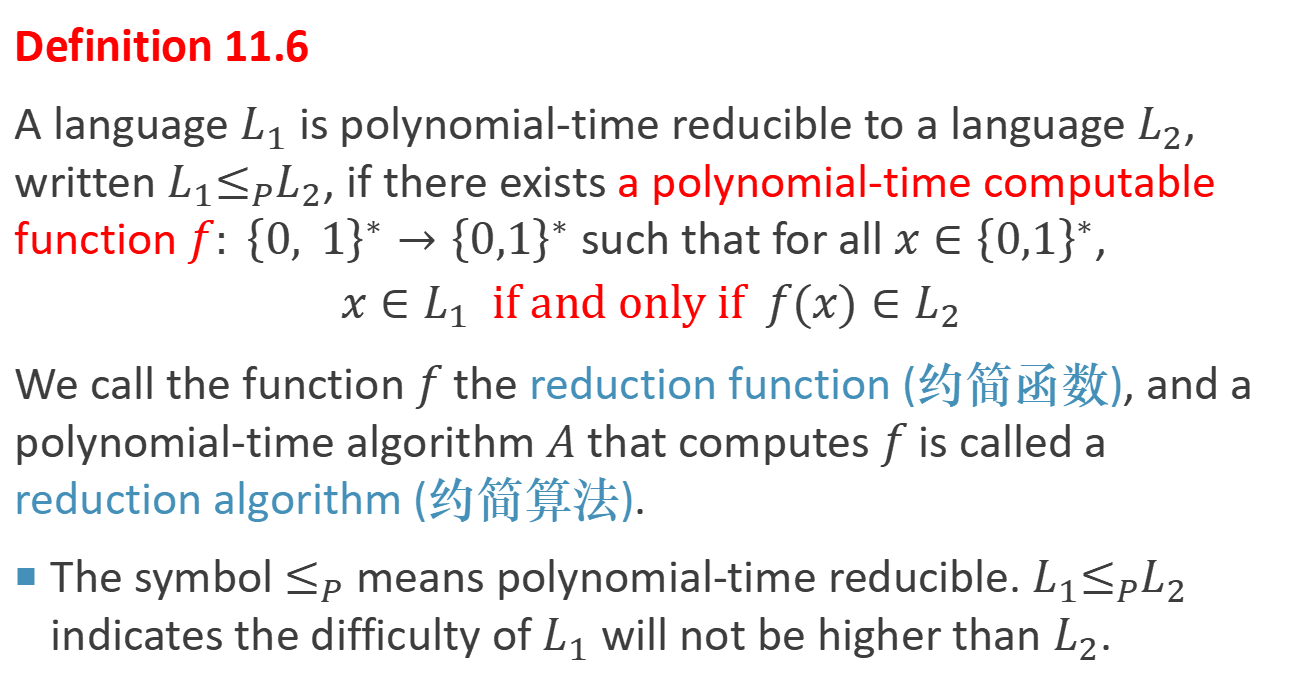 Definition 11.6
A language L₁ is polynomial-time reducible to a language L₂,
written L₁≤ₚL₂, if there exists a polynomial-time computable
function f: {0, 1}* → {0,1}* such that for all x ∈ {0,1}*,
x ∈ L₁ if and only if f(x) ∈ L₂
We call the function f the reduction function (约简函数), and a
polynomial-time algorithm A that computes f is called a
reduction algorithm (约简算法).
■ The symbol ≤ₚ means polynomial-time reducible. L₁≤ₚL₂
indicates the difficulty of L₁ will not be higher than L₂.